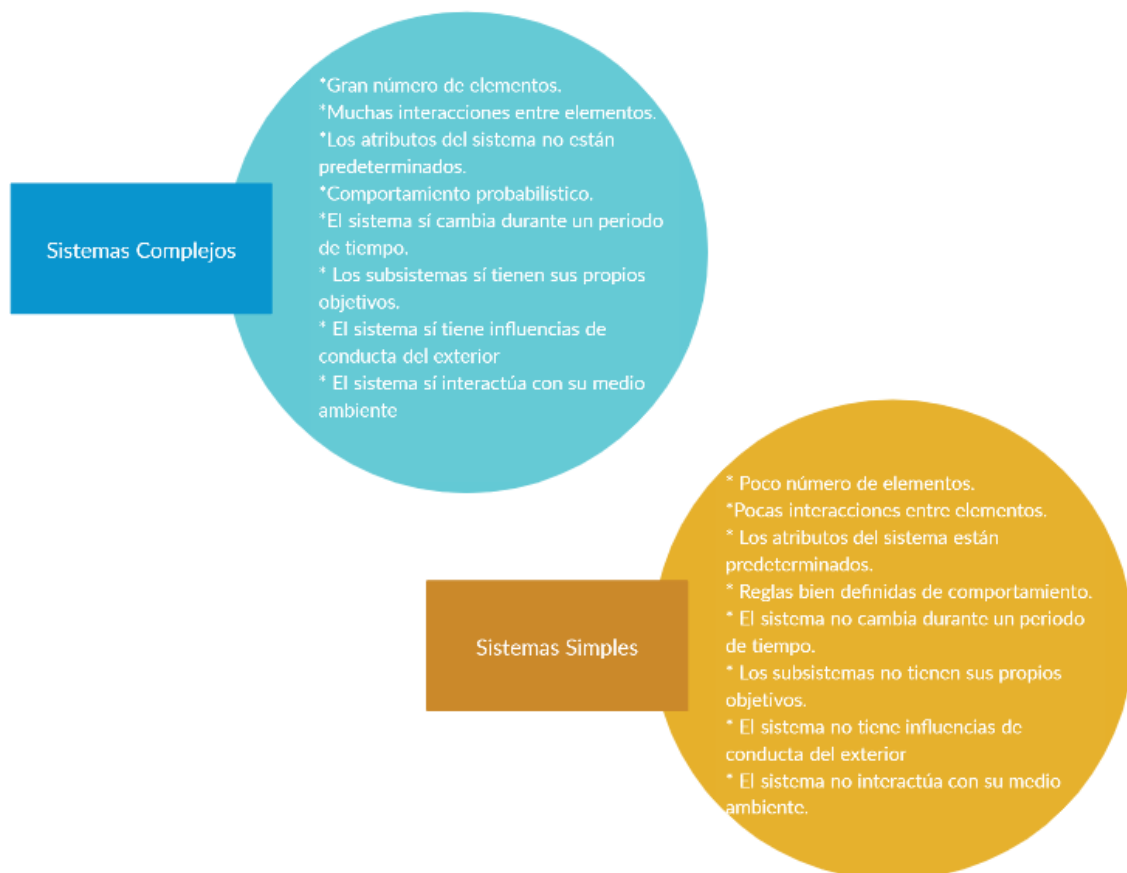 *Gran número de elementos.
*Muchas interacciones entre elementos.
*Los atributos del sistema no están
predeterminados.
*Comportamiento probabilístico.
*El sistema sí cambia durante un periodo
de tiempo.
* Los subsistemas sí tienen sus propios
objetivos.
* El sistema sí tiene influencias de
conducta del exterior
* El sistema sí interactúa con su medio
ambiente
Sistemas Complejos
* Poco número de elementos.
*Pocas interacciones entre elementos.
* Los atributos del sistema están
predeterminados.
* Reglas bien definidas de comportamiento.
* El sistema no cambia durante un periodo
de tiempo.
* Los subsistemas no tienen sus propios
objetivos.
* El sistema no tiene influencias de
conducta del exterior
* El sistema no interactúa con su medio
ambiente.
Sistemas Simples